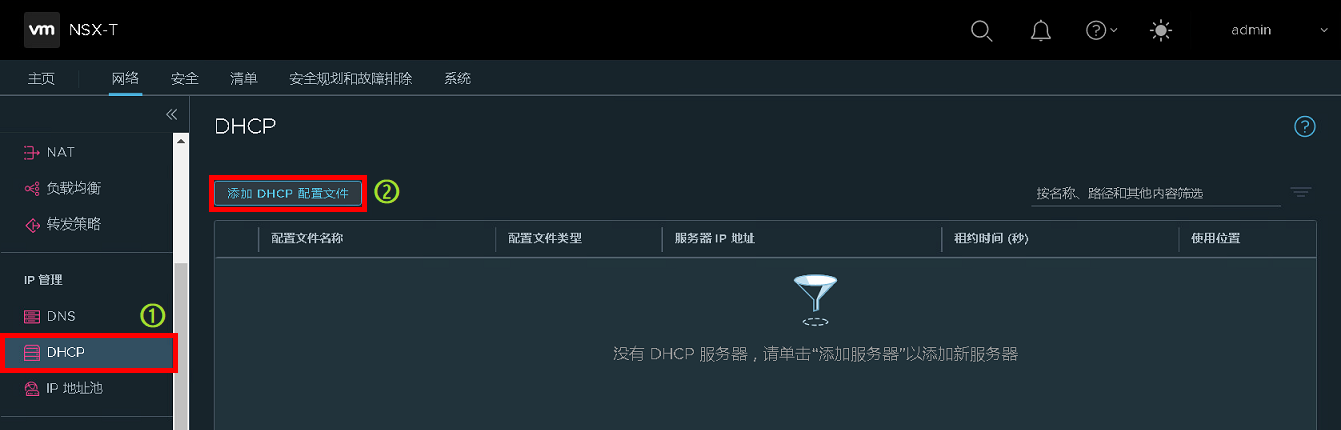 vm NSX-T admin
主页 网络 安全 清单 安全规划和故障排除 系统
DHCP
NAT
负载均衡
转发策略
添加 DHCP 配置文件 ②
按名称、路径和其他内容筛选
配置文件名称 配置文件类型 服务器 IP 地址 租约时间 (秒) 使用位置
IP 管理
DNS ①
DHCP
IP 地址池
没有 DHCP 服务器，请单击“添加服务器”以添加新服务器